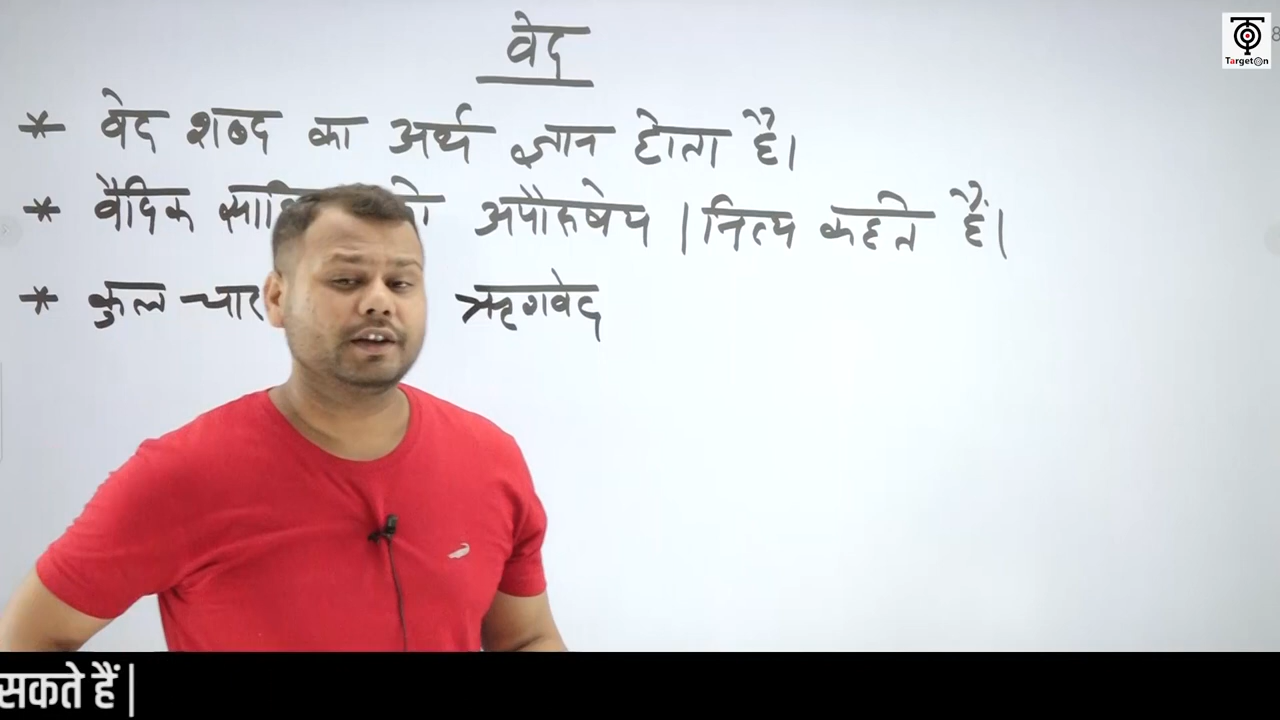 वेद
TargetOn
* वेद शब्द का अर्थ ज्ञान होता है।
* वैदिक को अपौरूषेय । नित्य कहते हैं।
* कुल चार ऋगवेद
सकते हैं |